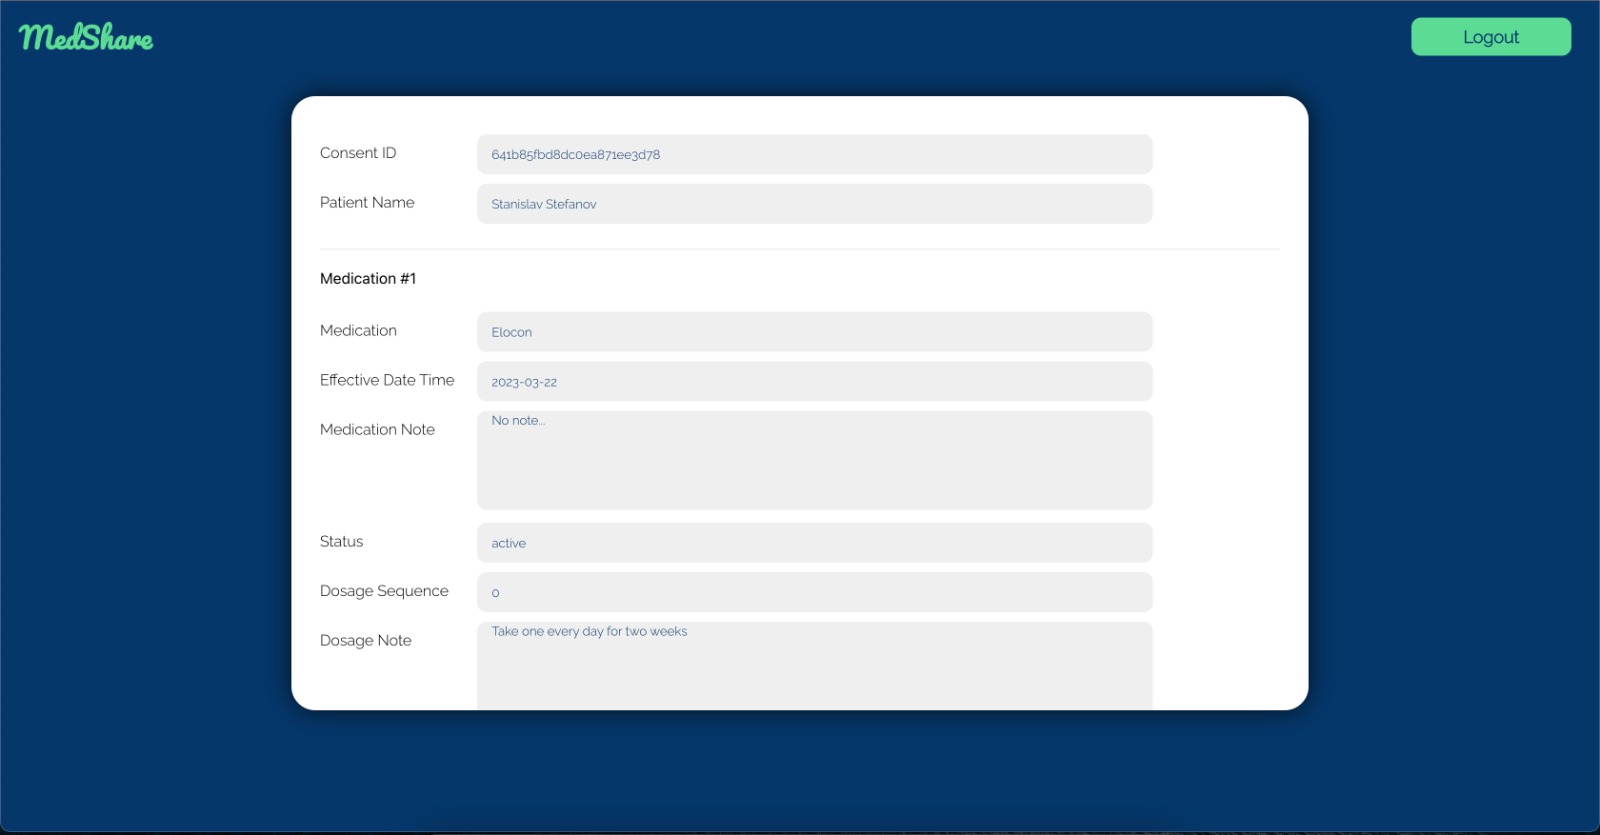 MedShare
Logout
Consent ID
641b85fbd8dc0ea871ee3d78
Patient Name
Stanislav Stefanov
Medication #1
Medication
Elocon
Effective Date Time
2023-03-22
Medication Note
No note...
Status
active
Dosage Sequence
0
Dosage Note
Take one every day for two weeks